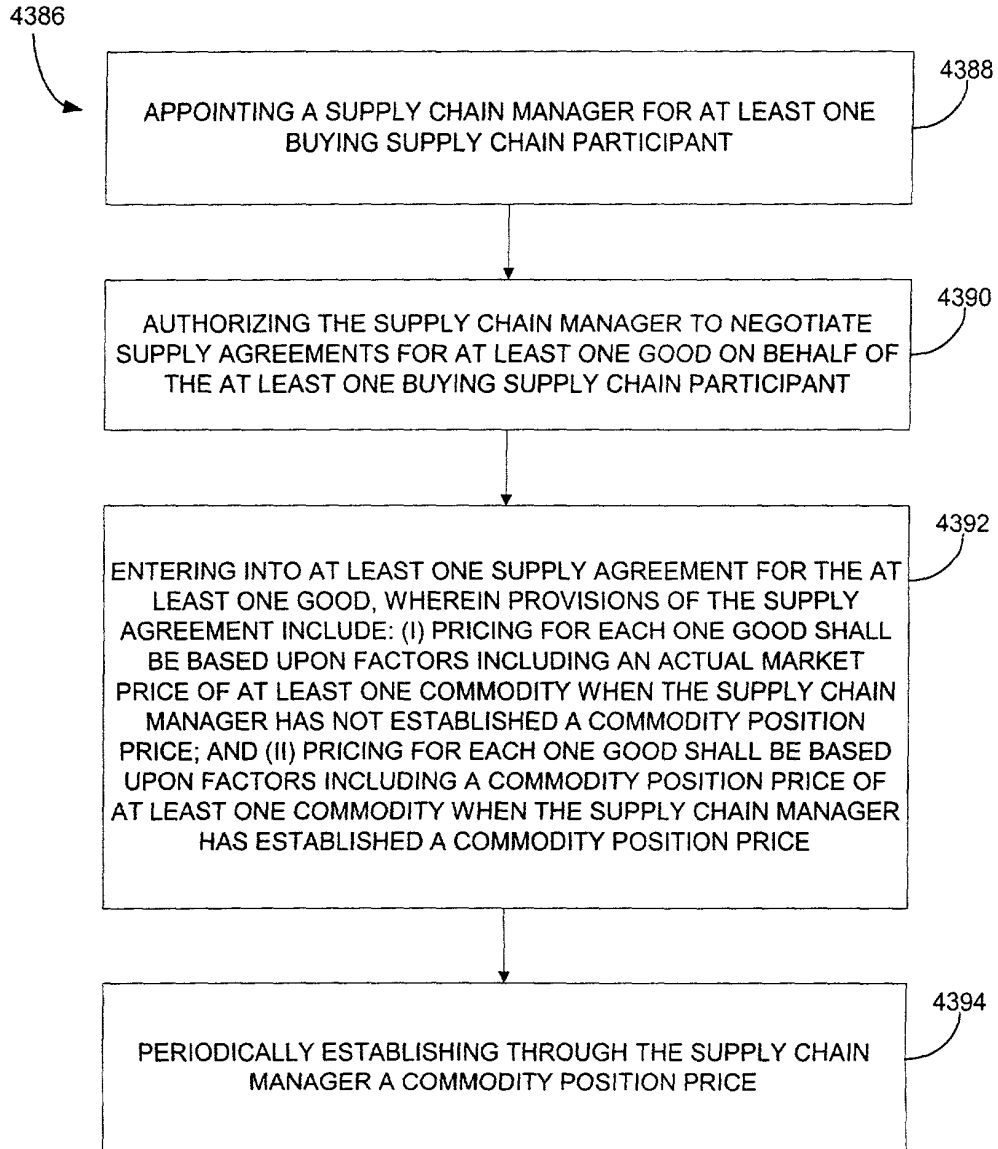 4386
4388
APPOINTING A SUPPLY CHAIN MANAGER FOR AT LEAST ONE
BUYING SUPPLY CHAIN PARTICIPANT
4390
AUTHORIZING THE SUPPLY CHAIN MANAGER TO NEGOTIATE
SUPPLY AGREEMENTS FOR AT LEAST ONE GOOD ON BEHALF OF
THE AT LEAST ONE BUYING SUPPLY CHAIN PARTICIPANT
4392
ENTERING INTO AT LEAST ONE SUPPLY AGREEMENT FOR THE AT
LEAST ONE GOOD, WHEREIN PROVISIONS OF THE SUPPLY
AGREEMENT INCLUDE: (I) PRICING FOR EACH ONE GOOD SHALL
BE BASED UPON FACTORS INCLUDING AN ACTUAL MARKET
PRICE OF AT LEAST ONE COMMODITY WHEN THE SUPPLY CHAIN
MANAGER HAS NOT ESTABLISHED A COMMODITY POSITION
PRICE; AND (II) PRICING FOR EACH ONE GOOD SHALL BE BASED
UPON FACTORS INCLUDING A COMMODITY POSITION PRICE OF
AT LEAST ONE COMMODITY WHEN THE SUPPLY CHAIN MANAGER
HAS ESTABLISHED A COMMODITY POSITION PRICE
4394
PERIODICALLY ESTABLISHING THROUGH THE SUPPLY CHAIN
MANAGER A COMMODITY POSITION PRICE